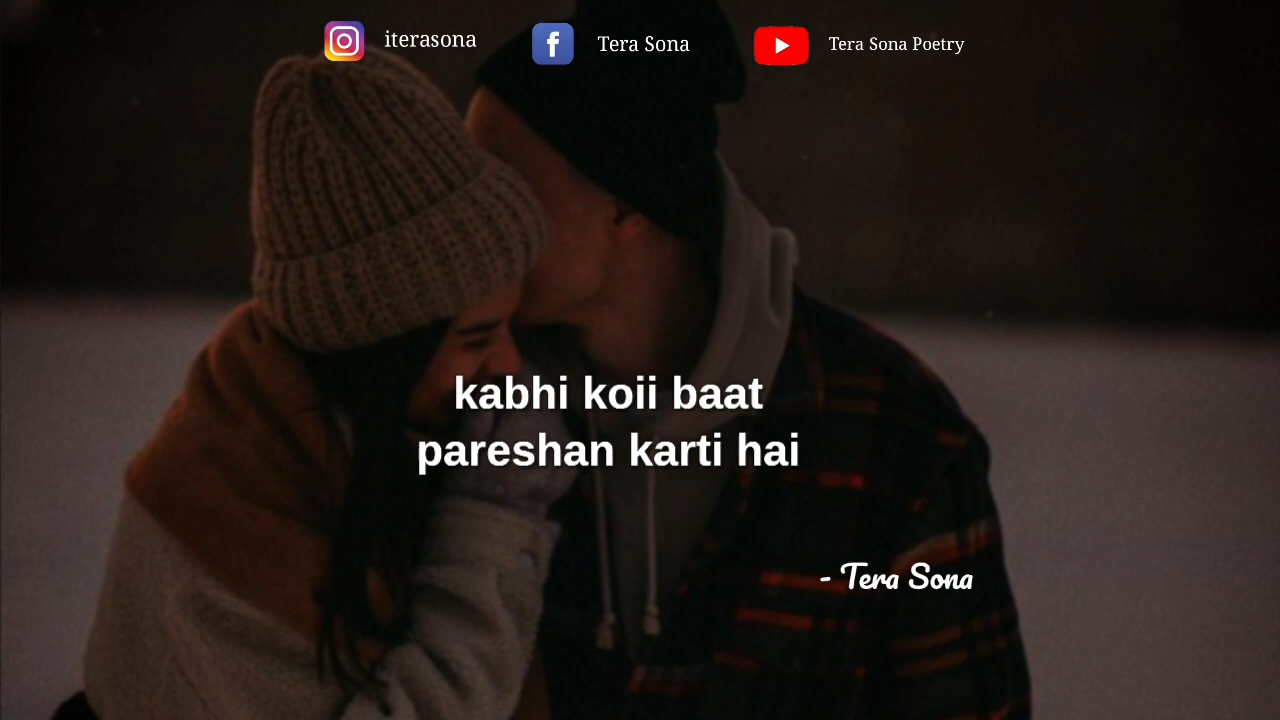 iterasona Tera Sona Tera Sona Poetry
kabhi koii baat
pareshan karti hai
- Tera Sona